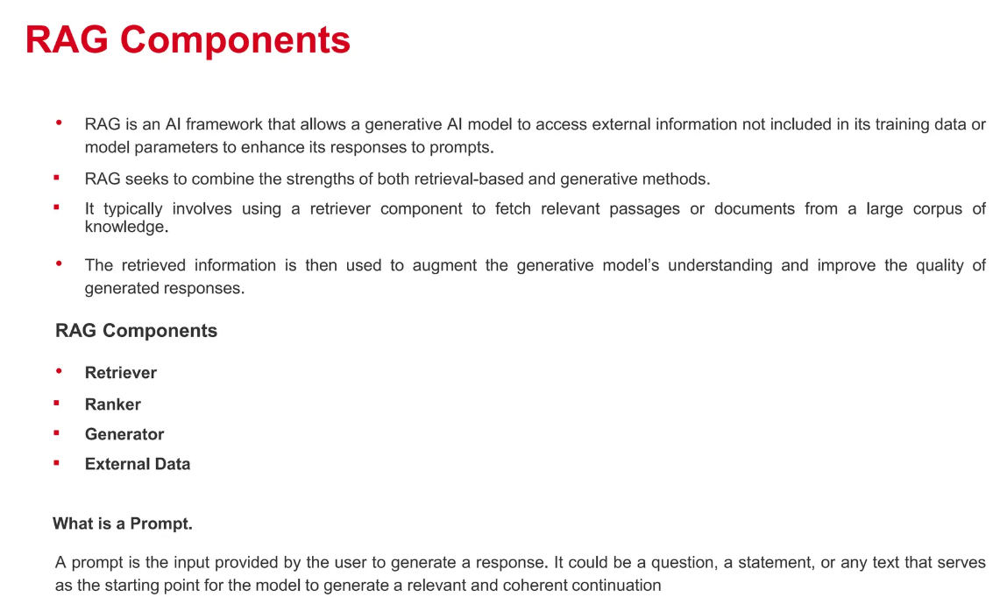 RAG Components
• RAG is an AI framework that allows a generative AI model to access external information not included in its training data or
model parameters to enhance its responses to prompts.
▪ RAG seeks to combine the strengths of both retrieval-based and generative methods.
▪ It typically involves using a retriever component to fetch relevant passages or documents from a large corpus of
knowledge.
• The retrieved information is then used to augment the generative model’s understanding and improve the quality of
generated responses.
RAG Components
• Retriever
▪ Ranker
▪ Generator
▪ External Data
What is a Prompt.
A prompt is the input provided by the user to generate a response. It could be a question, a statement, or any text that serves
as the starting point for the model to generate a relevant and coherent continuation